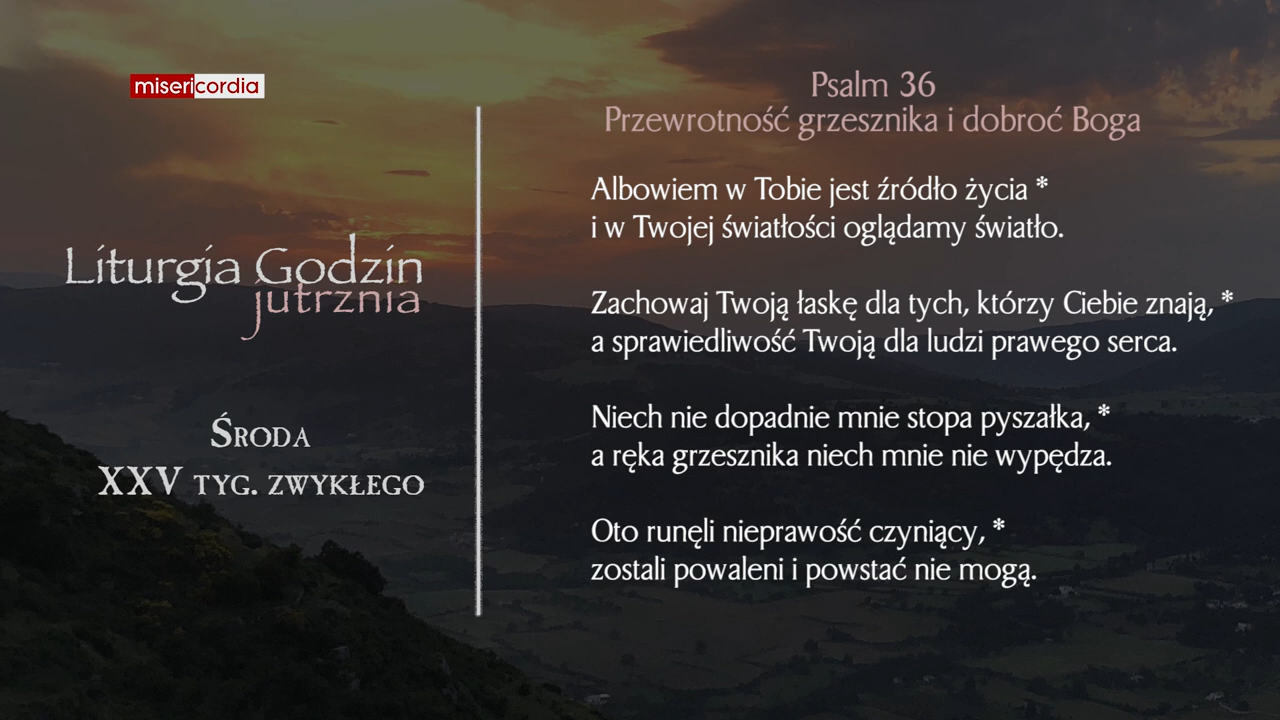 misericordia
Liturgia Godzin
jutrznia
Środa
XXV tyg. zwykłego
Psalm 36
Przewrotność grzesznika i dobroć Boga
Albowiem w Tobie jest źródło życia *
i w Twojej światłości oglądamy światło.
Zachowaj Twoją łaskę dla tych, którzy Ciebie znają, *
a sprawiedliwość Twoją dla ludzi prawego serca.
Niech nie dopadnie mnie stopa pyszałka, *
a ręka grzesznika niech mnie nie wypędza.
Oto runęli nieprawość czyniący, *
zostali powaleni i powstać nie mogą.